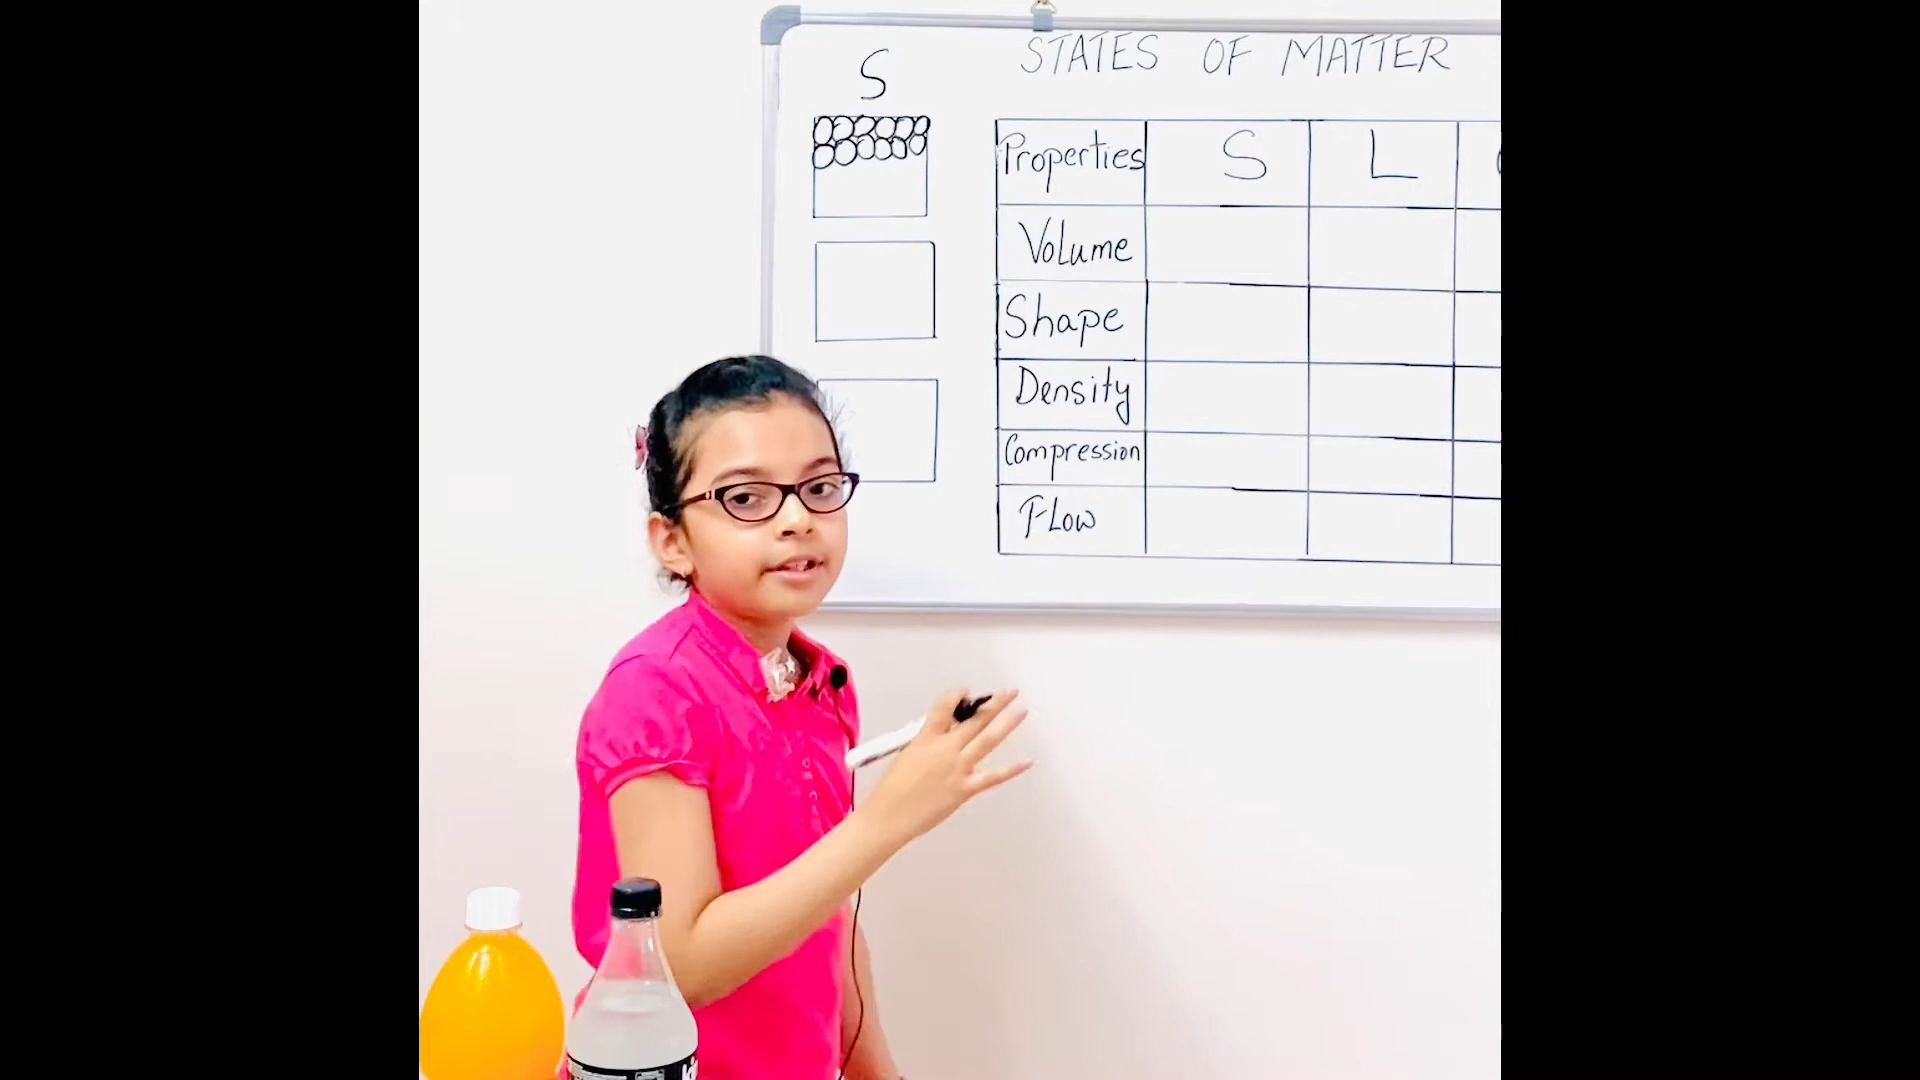 S
STATES OF MATTER
Properties S L
Volume
Shape
Density
Compression
Flow